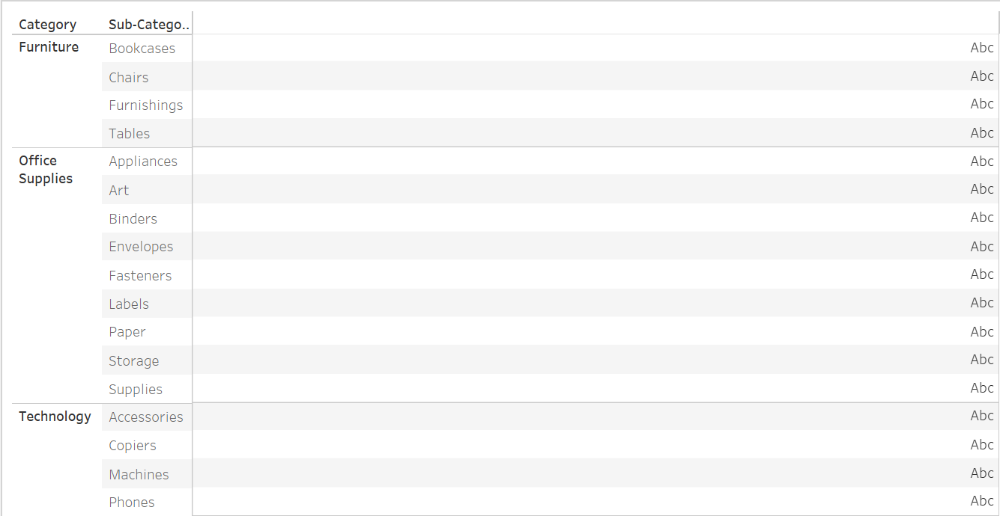 Category Sub-Catego..
Furniture Bookcases Abc
Chairs Abc
Furnishings Abc
Tables Abc
Office Supplies Appliances Abc
Art Abc
Binders Abc
Envelopes Abc
Fasteners Abc
Labels Abc
Paper Abc
Storage Abc
Supplies Abc
Technology Accessories Abc
Copiers Abc
Machines Abc
Phones Abc